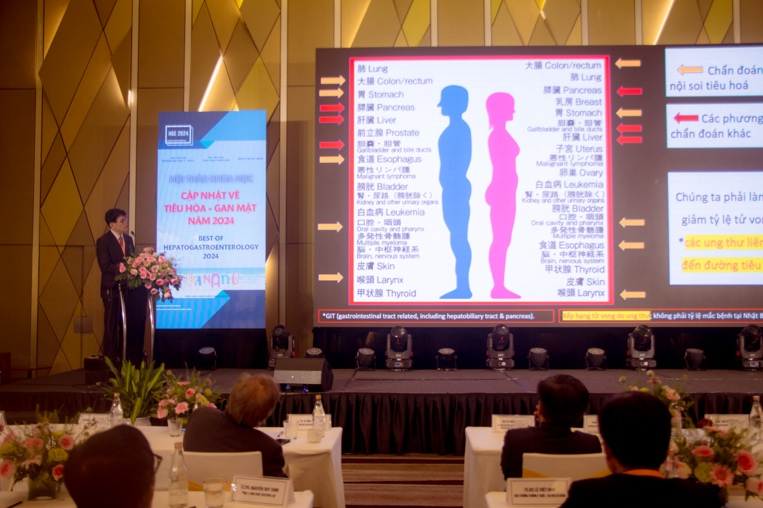 HGE 2024
HỘI THẢO KHOA HỌC
CẬP NHẬT VỀ
TIÊU HÓA - GAN MẬT
NĂM 2024
BEST OF
HEPATOGASTROENTEROLOGY
2024
DANANG
肺 Lung
大腸 Colon/rectum
胃 Stomach
膵臓 Pancreas
肝臓 Liver
前立腺 Prostate
胆嚢・胆管
Gallbladder and bile ducts
食道 Esophagus
悪性リンパ腫
Malignant lymphoma
膀胱 Bladder
腎・尿路（膀胱除く）
Kidney and other urinary organs
白血病 Leukemia
口腔・咽頭
Oral cavity and pharynx
多発性骨髄腫
Multiple myeloma
脳・中枢神経系
Brain, nervous system
皮膚 Skin
喉頭 Larynx
甲状腺 Thyroid
大腸 Colon/rectum
肺 Lung
膵臓 Pancreas
乳房 Breast
胃 Stomach
胆嚢・胆管
Gallbladder and bile ducts
肝臓 Liver
子宮 Uterus
悪性リンパ腫
Malignant lymphoma
卵巣 Ovary
白血病 Leukemia
腎・尿路（膀胱除く）
Kidney and other urinary organs
膀胱 Bladder
口腔・咽頭
Oral cavity and pharynx
多発性骨髄腫
Multiple myeloma
食道 Esophagus
脳・中枢神経系
Brain, nervous system
甲状腺 Thyroid
皮膚 Skin
喉頭 Larynx
*GIT (gastrointestinal tract related, including hepatobiliary tract & pancreas).
Xếp hạng tử vong do ung thư, không phải tỷ lệ mắc bệnh tại Nhật B
Chẩn đoán
nội soi tiêu hoá
Các phương
chẩn đoán khác
Chúng ta phải làn
giảm tỷ lệ tử von
*các ung thư liên
đến đường tiêu